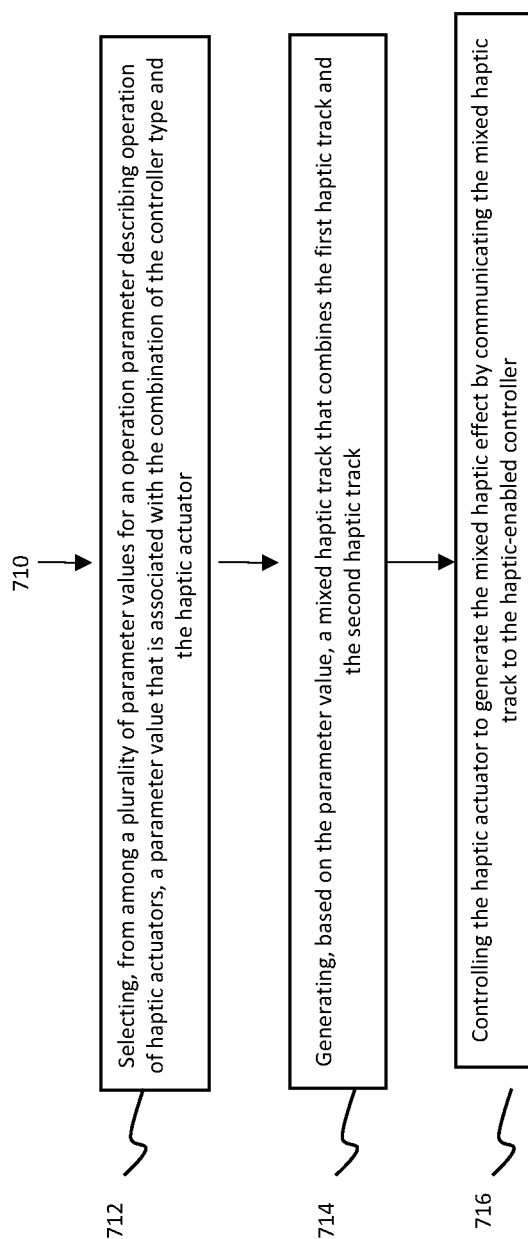 710
Selecting, from among a plurality of parameter values for an operation parameter describing operation
of haptic actuators, a parameter value that is associated with the combination of the controller type and
the haptic actuator
712
Generating, based on the parameter value, a mixed haptic track that combines the first haptic track and
the second haptic track
714
Controlling the haptic actuator to generate the mixed haptic effect by communicating the mixed haptic
track to the haptic-enabled controller
716